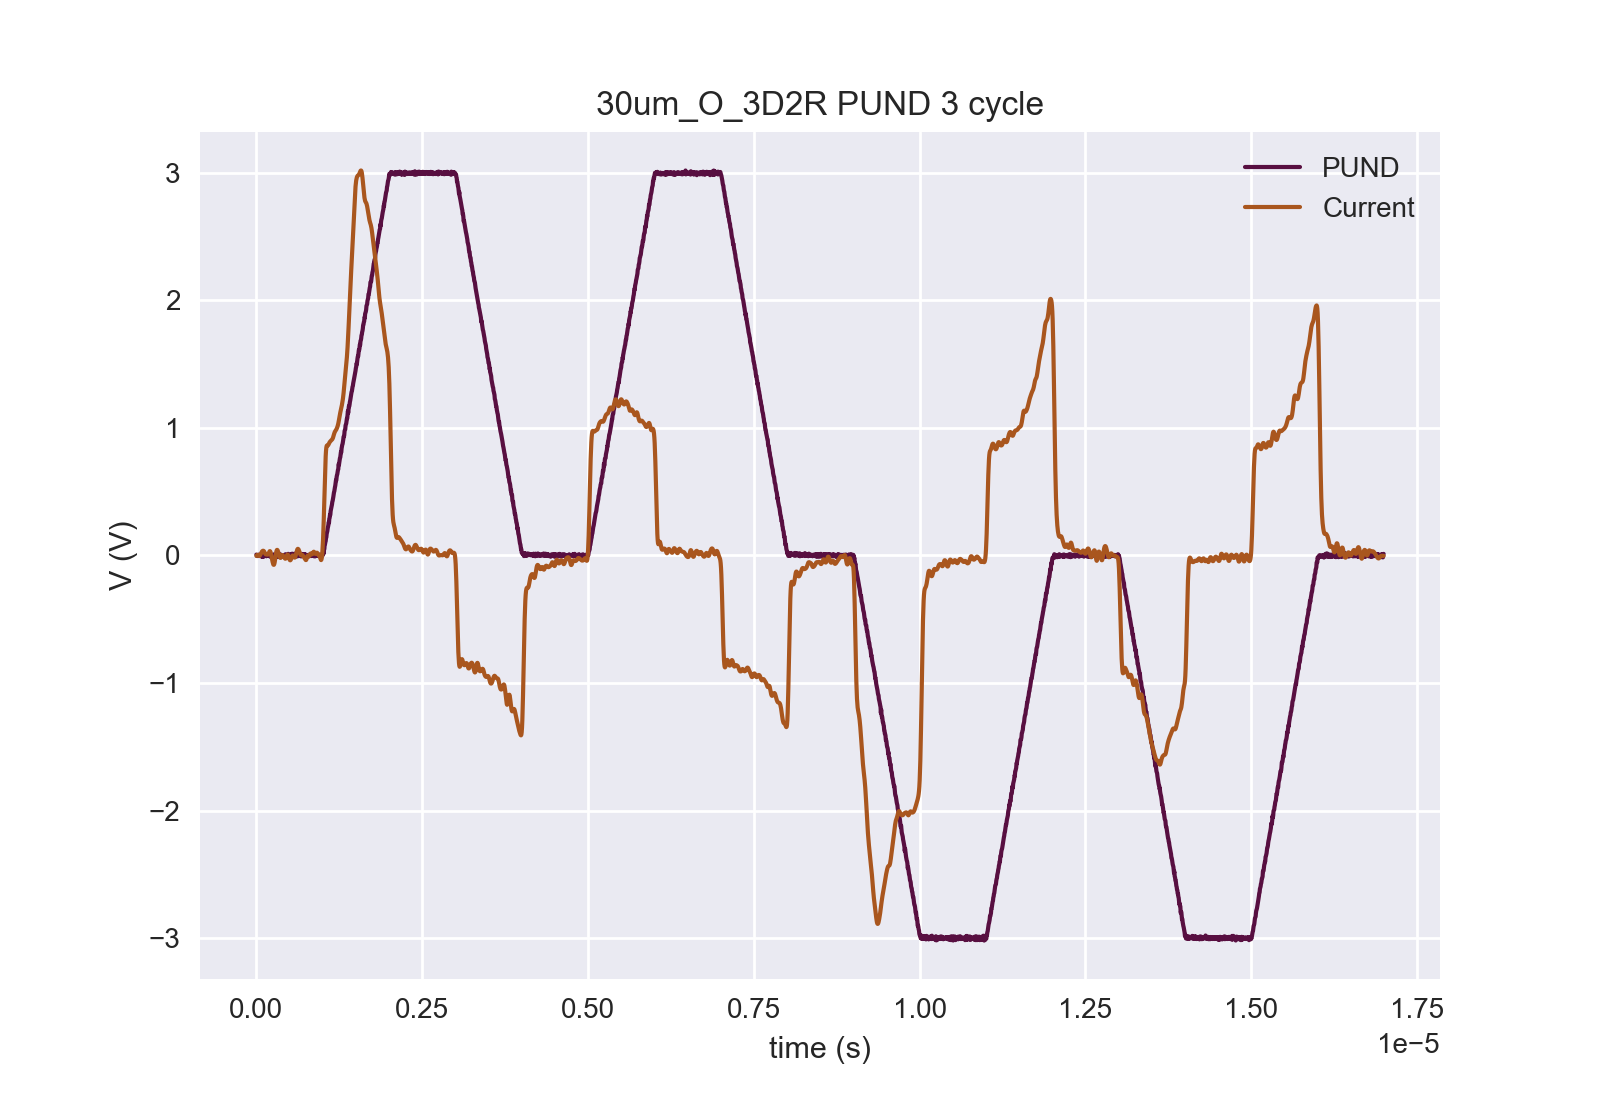 30um_O_3D2R PUND 3 cycle
PUND
Current
V (V)
3
2
1
0
−1
−2
−3
0.00 0.25 0.50 0.75 1.00 1.25 1.50 1.75
1e−5
time (s)